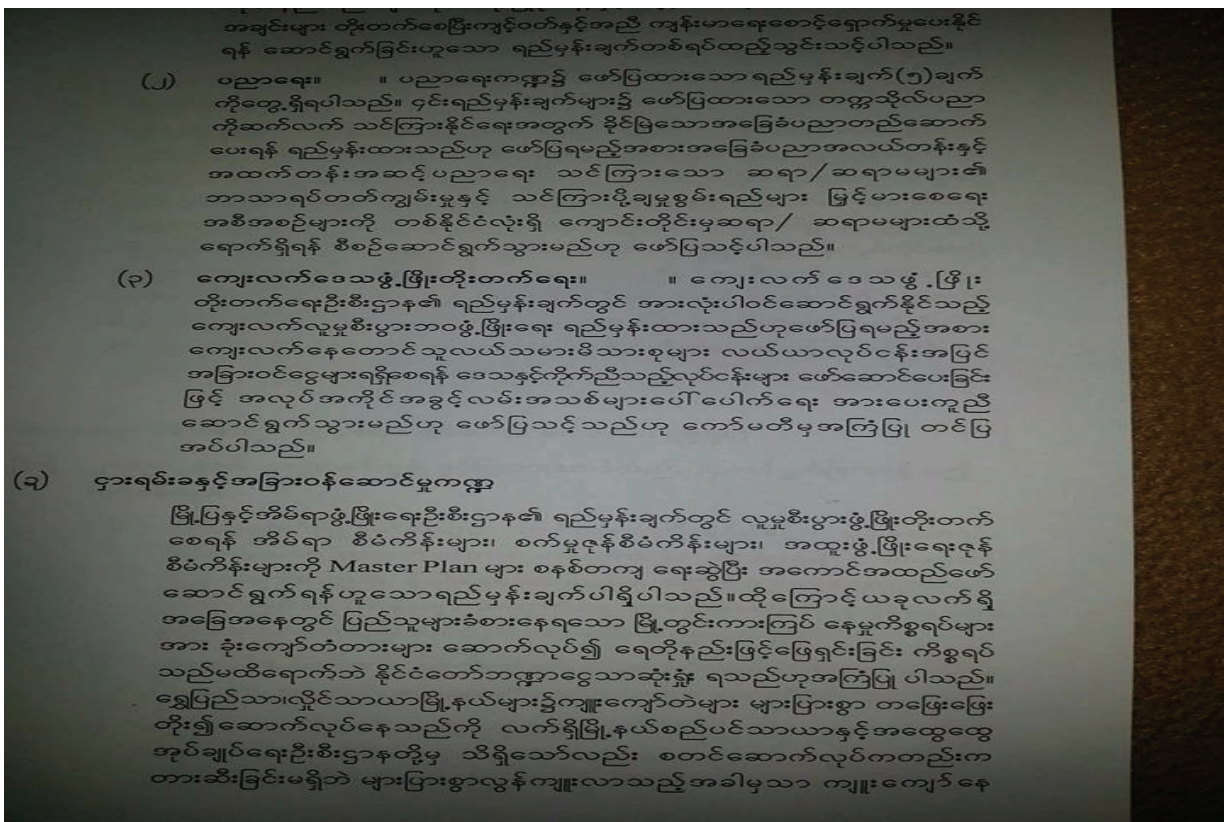 အချင်းများ တိုးတက်စေပြီးကျင့်ဝတ်နှင့်အညီ ကျန်းမာရေးစောင့်ရှောက်မှုပေးနိုင်
ရန် ဆောင်ရွက်ခြင်းဟူသော ရည်မှန်းချက်တစ်ရပ်ထည့်သွင်းသင့်ပါသည်။
(၂) ပညာရေး။ ။ ပညာရေးကဏ္ဍ၌ ဖော်ပြထားသော ရည်မှန်းချက်(၅)ချက်
ကိုတွေ့ရှိရပါသည်။ ၎င်းရည်မှန်းချက်များ၌ ဖော်ပြထားသော တက္ကသိုလ်ပညာ
ကိုဆက်လက် သင်ကြားနိုင်ရေးအတွက် ခိုင်မြဲသောအခြေခံပညာတည်ဆောက်
ပေးရန် ရည်မှန်းထားသည်ဟု ဖော်ပြရမည့်အစားအခြေခံပညာအလယ်တန်းနှင့်
အထက်တန်းအဆင့်ပညာရေး သင်ကြားသော ဆရာ/ဆရာမများ၏
ဘာသာရပ်တတ်ကျွမ်းမှုနှင့် သင်ကြားပို့ချမှုစွမ်းရည်များ မြှင့်မားစေရေး
အစီအစဉ်များကို တစ်နိုင်ငံလုံးရှိ ကျောင်းတိုင်းမှဆရာ/ ဆရာမများထံသို့
ရောက်ရှိရန် စီစဉ်ဆောင်ရွက်သွားမည်ဟု ဖော်ပြသင့်ပါသည်။
(၃) ကျေးလက်ဒေသဖွံ့ဖြိုးတိုးတက်ရေး။ ။ ကျေးလက်ဒေသဖွံ့ဖြိုး
တိုးတက်ရေးဦးစီးဌာန၏ ရည်မှန်းချက်တွင် အားလုံးပါဝင်ဆောင်ရွက်နိုင်သည့်
ကျေးလက်လူမှုစီးပွားဘဝဖွံ့ဖြိုးရေး ရည်မှန်းထားသည်ဟုဖော်ပြရမည့်အစား
ကျေးလက်နေတောင်သူလယ်သမားမိသားစုများ လယ်ယာလုပ်ငန်းအပြင်
အခြားဝင်ငွေများရရှိစေရန် ဒေသနှင့်ကိုက်ညီသည့်လုပ်ငန်းများ ဖော်ဆောင်ပေးခြင်း
ဖြင့် အလုပ်အကိုင်အခွင့်လမ်းအသစ်များပေါ်ပေါက်ရေး အားပေးကူညီ
ဆောင်ရွက်သွားမည်ဟု ဖော်ပြသင့်သည်ဟု ကော်မတီမှအကြံပြု တင်ပြ
အပ်ပါသည်။
(ခ) ငှားရမ်းခနှင့်အခြားဝန်ဆောင်မှုကဏ္ဍ
မြို့ပြနှင့်အိမ်ရာဖွံ့ဖြိုးရေးဦးစီးဌာန၏ ရည်မှန်းချက်တွင် လူမှုစီးပွားဖွံ့ဖြိုးတိုးတက်
စေရန် အိမ်ရာ စီမံကိန်းများ၊ စက်မှုဇုန်စီမံကိန်းများ၊ အထူးဖွံ့ဖြိုးရေးဇုန်
စီမံကိန်းများကို Master Plan များ စနစ်တကျ ရေးဆွဲပြီး အကောင်အထည်ဖော်
ဆောင်ရွက်ရန်ဟူသောရည်မှန်းချက်ပါရှိပါသည်။ထို့ကြောင့်ယခုလက်ရှိ
အခြေအနေတွင် ပြည်သူများခံစားနေရသော မြို့တွင်းကားကြပ် နေမှုကိစ္စရပ်များ
အား ခုံးကျော်တံတားများ ဆောက်လုပ်၍ ရေတိုနည်းဖြင့်ဖြေရှင်းခြင်း ကိစ္စရပ်
သည်မထိရောက်ဘဲ နိုင်ငံတော်ဘဏ္ဍာငွေသာဆုံးရှုံး ရသည်ဟုအကြံပြု ပါသည်။
ရွှေပြည်သာ၊လှိုင်သာယာမြို့နယ်များ၌ကျူးကျော်တဲများ များပြားစွာ တဖြေးဖြေး
တိုး၍ဆောက်လုပ်နေသည်ကို လက်ရှိမြို့နယ်စည်ပင်သာယာနှင့်အထွေထွေ
အုပ်ချုပ်ရေးဦးစီးဌာနတို့မှ သိရှိသော်လည်း စတင်ဆောက်လုပ်ကတည်းက
တားဆီးခြင်းမရှိဘဲ များပြားစွာလွန်ကျူးလာသည့်အခါမှသာ ကျူးကျော်နေ